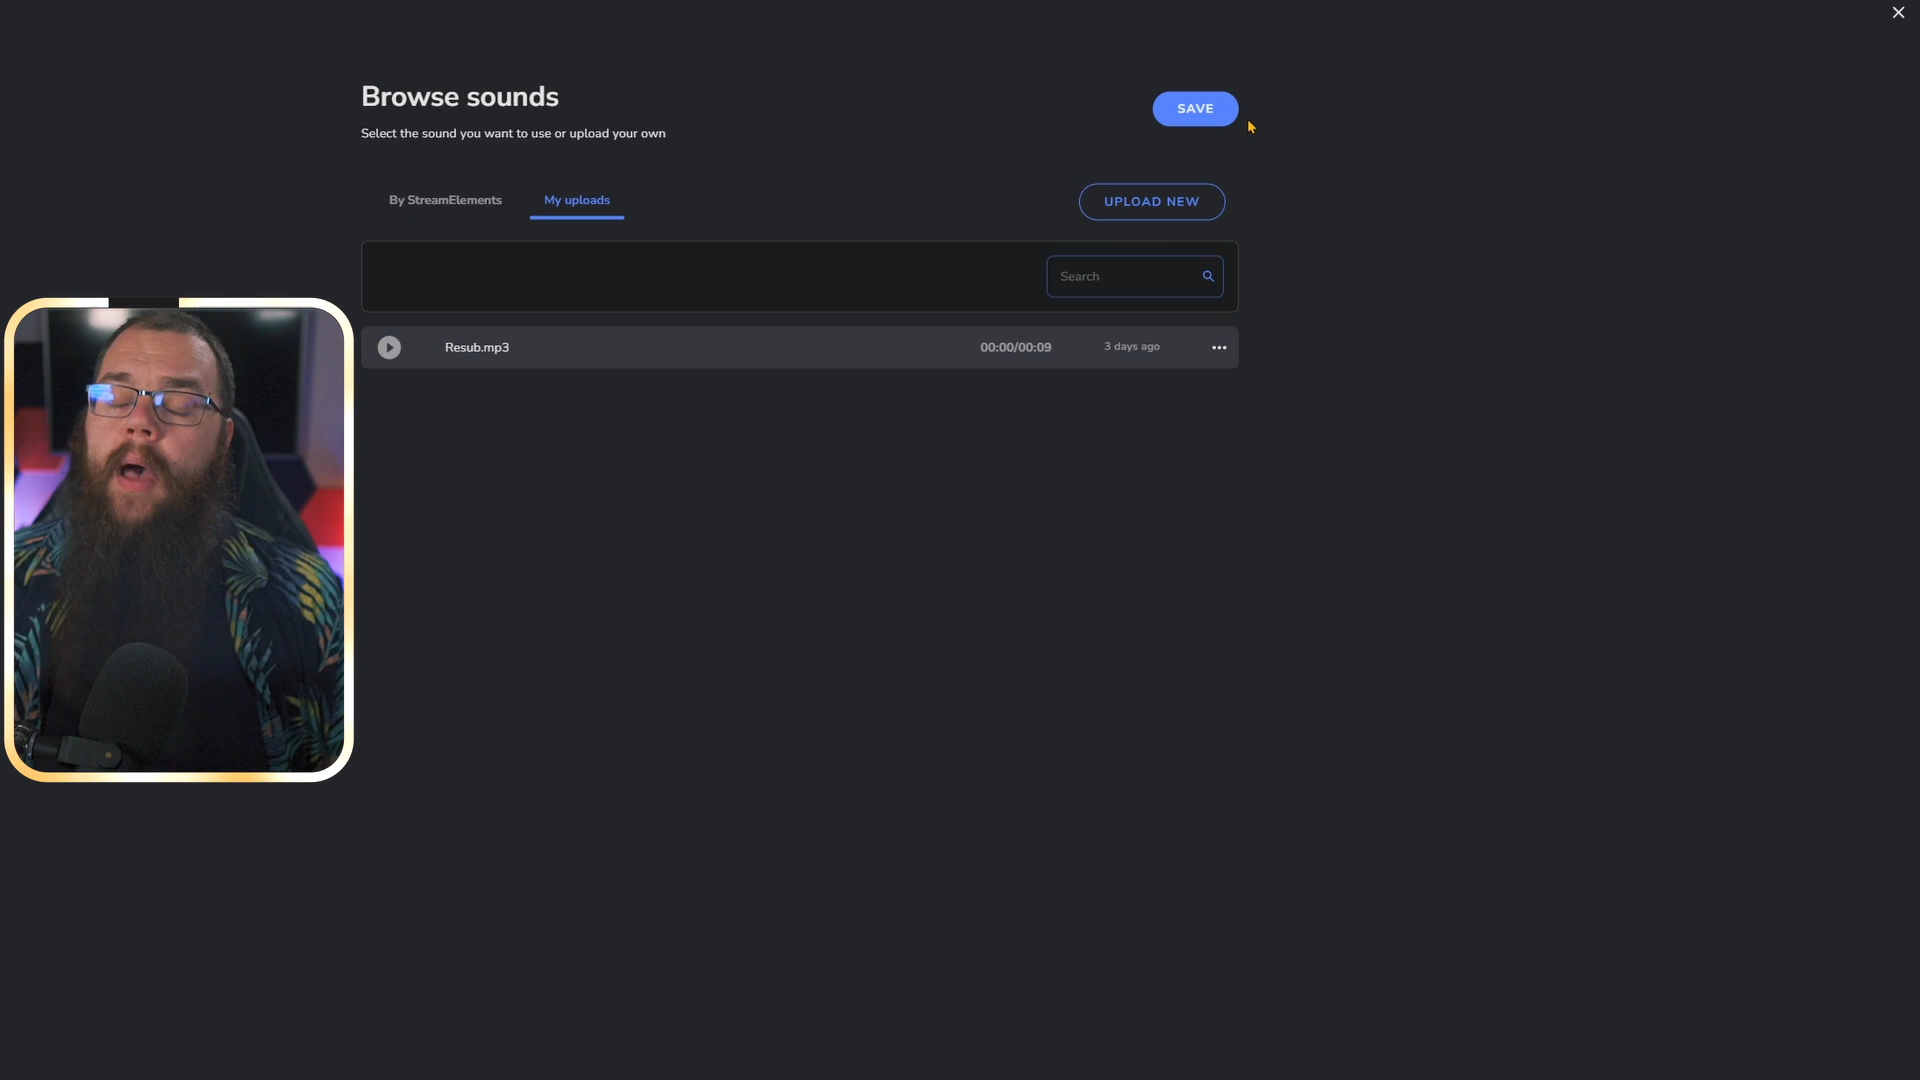 Browse sounds
SAVE
Select the sound you want to use or upload your own
By StreamElements
My uploads
UPLOAD NEW
Search
Resub.mp3
00:00/00:09
3 days ago